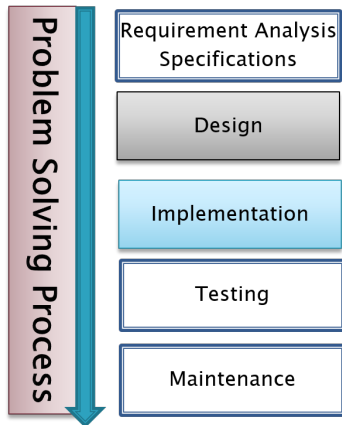 Problem Solving Process
Requirement Analysis
Specifications
Design
Implementation
Testing
Maintenance